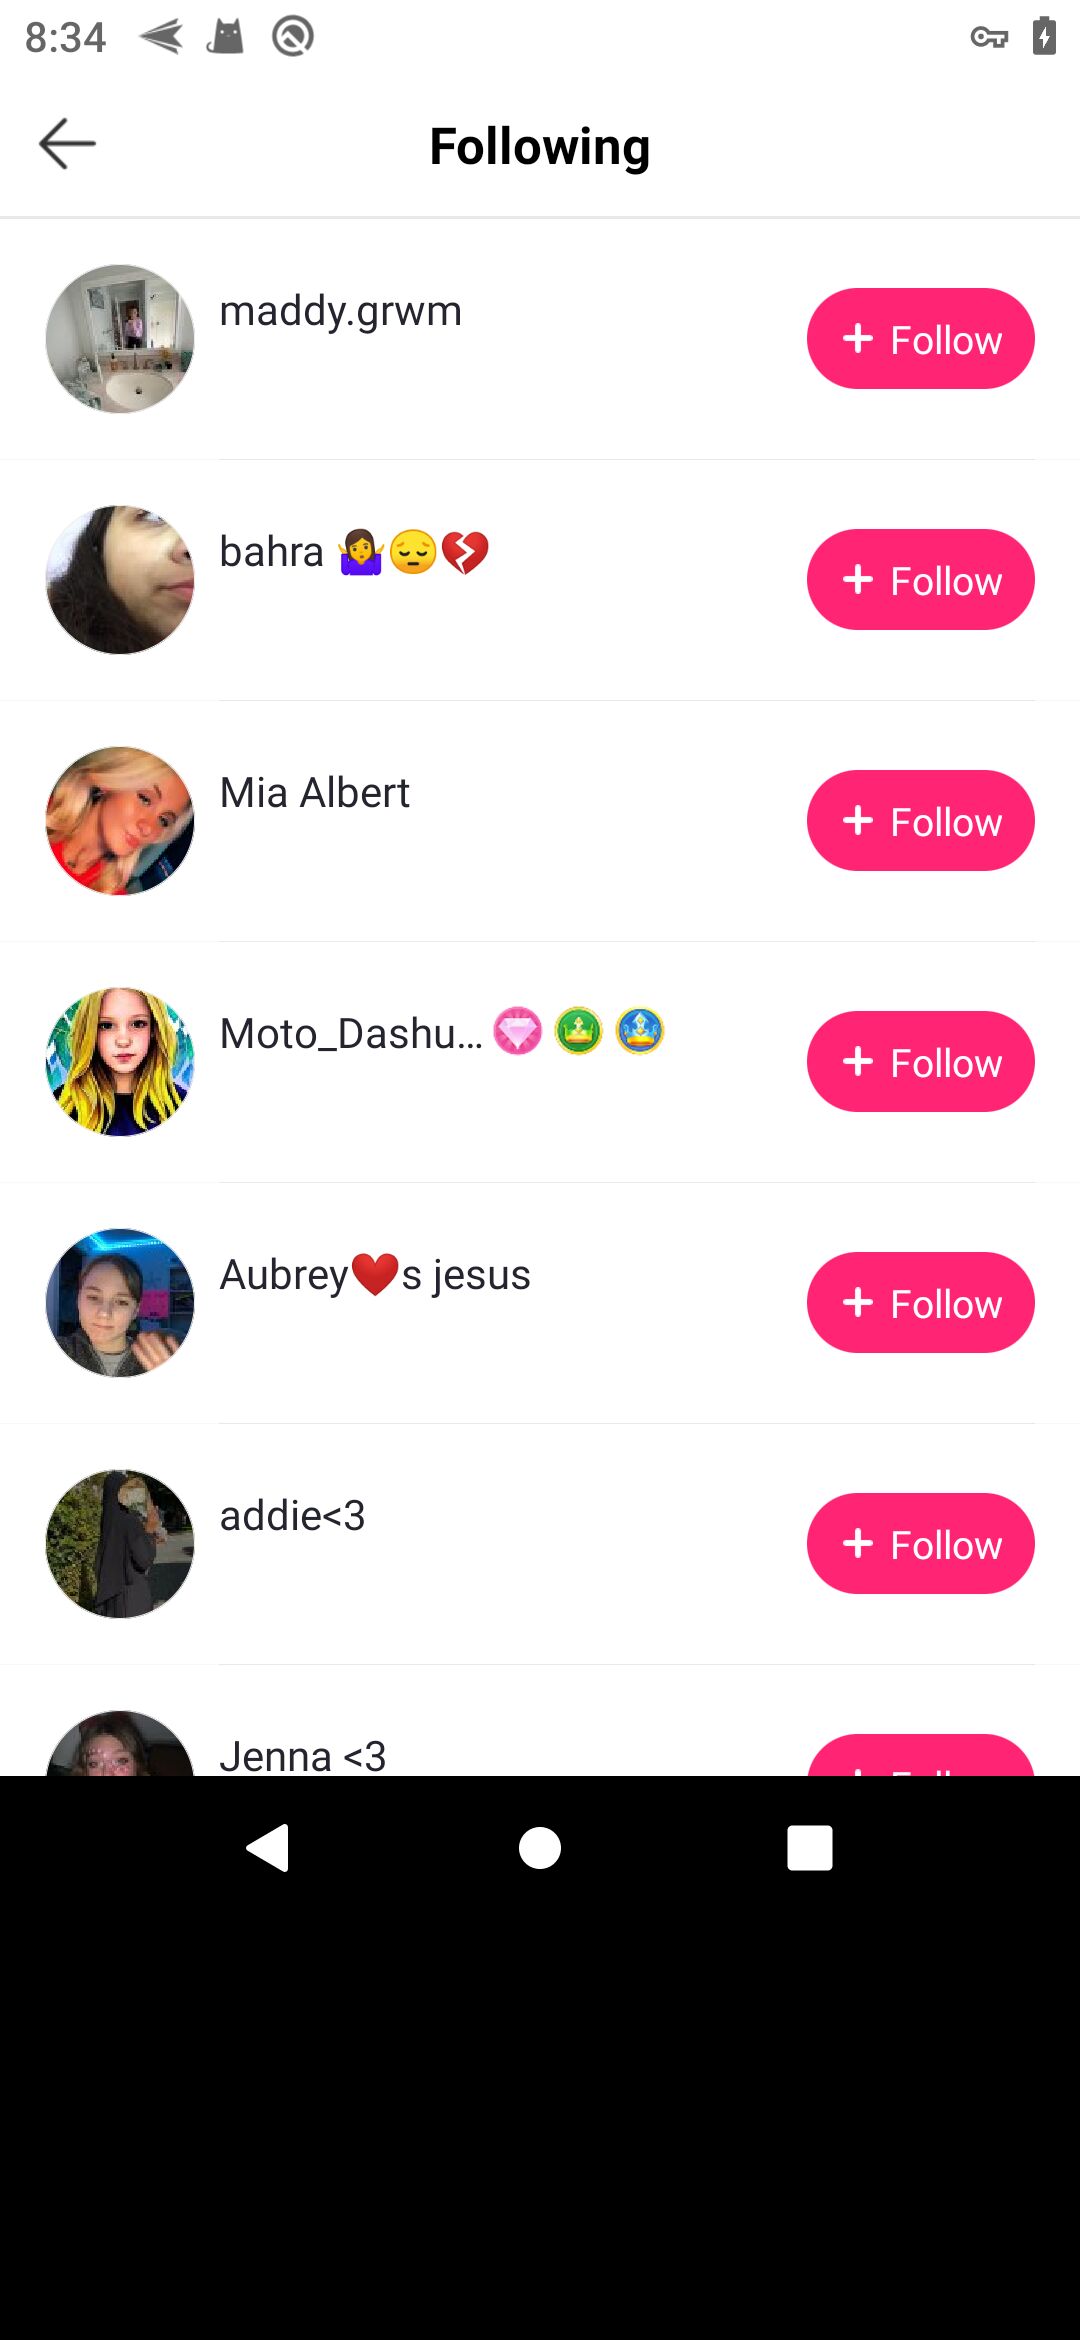 8:34
Following
maddy.grwm
Follow
bahra 🤷‍♀️😔💔
Follow
Mia Albert
Follow
Moto_Dashu...
Follow
Aubrey❤️s jesus
Follow
addie<3
Follow
Jenna <3